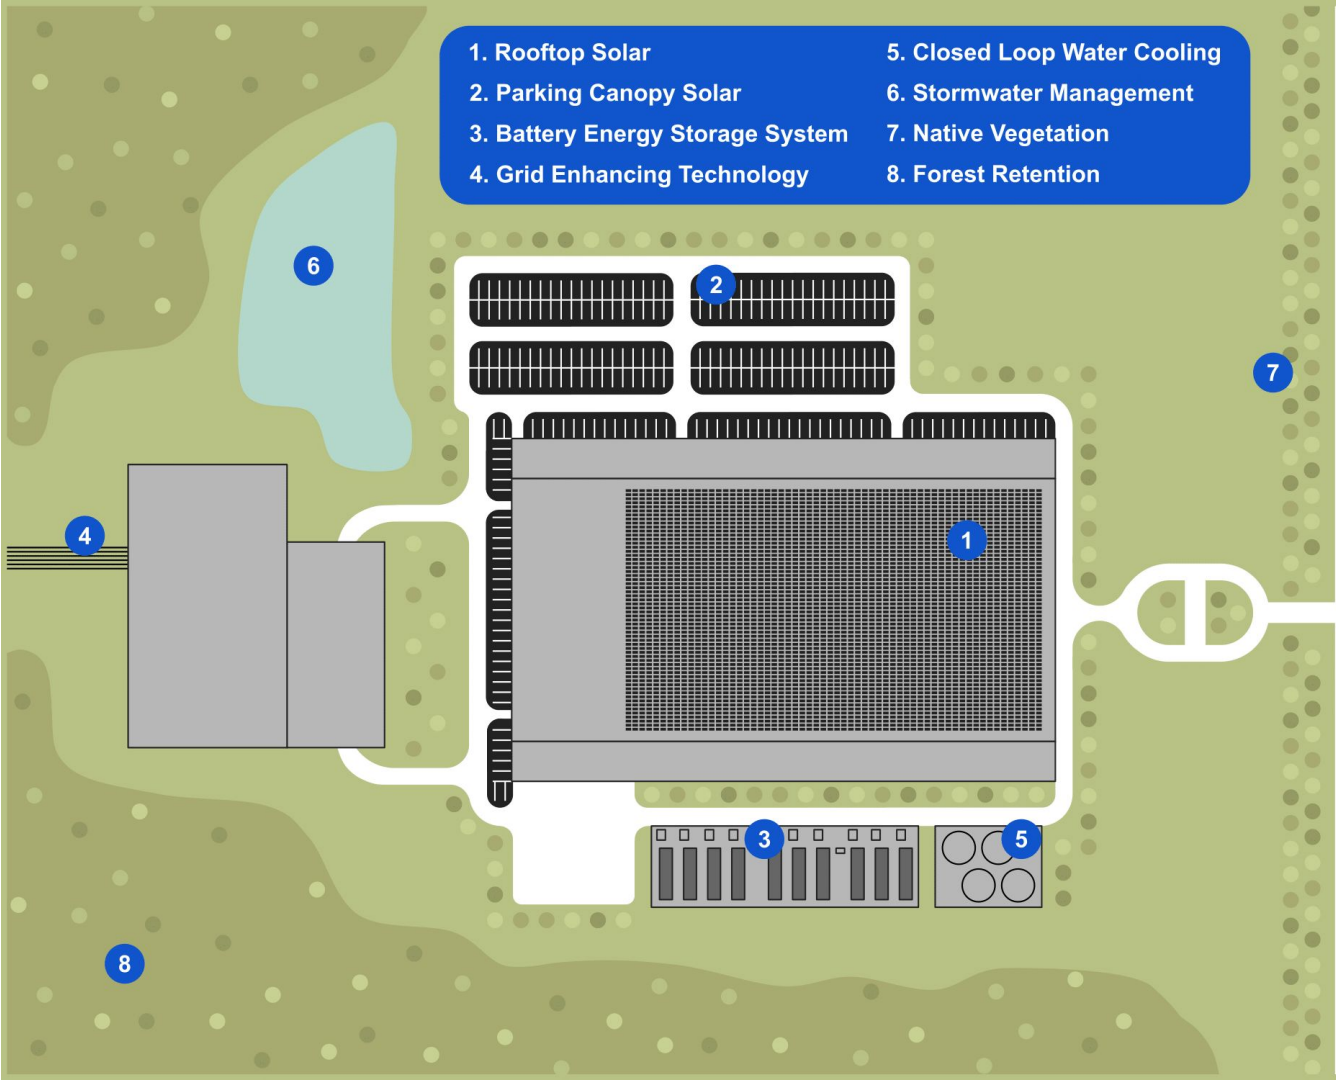 1. Rooftop Solar
2. Parking Canopy Solar
3. Battery Energy Storage System
4. Grid Enhancing Technology
5. Closed Loop Water Cooling
6. Stormwater Management
7. Native Vegetation
8. Forest Retention
6
2
7
4
1
3
5
8